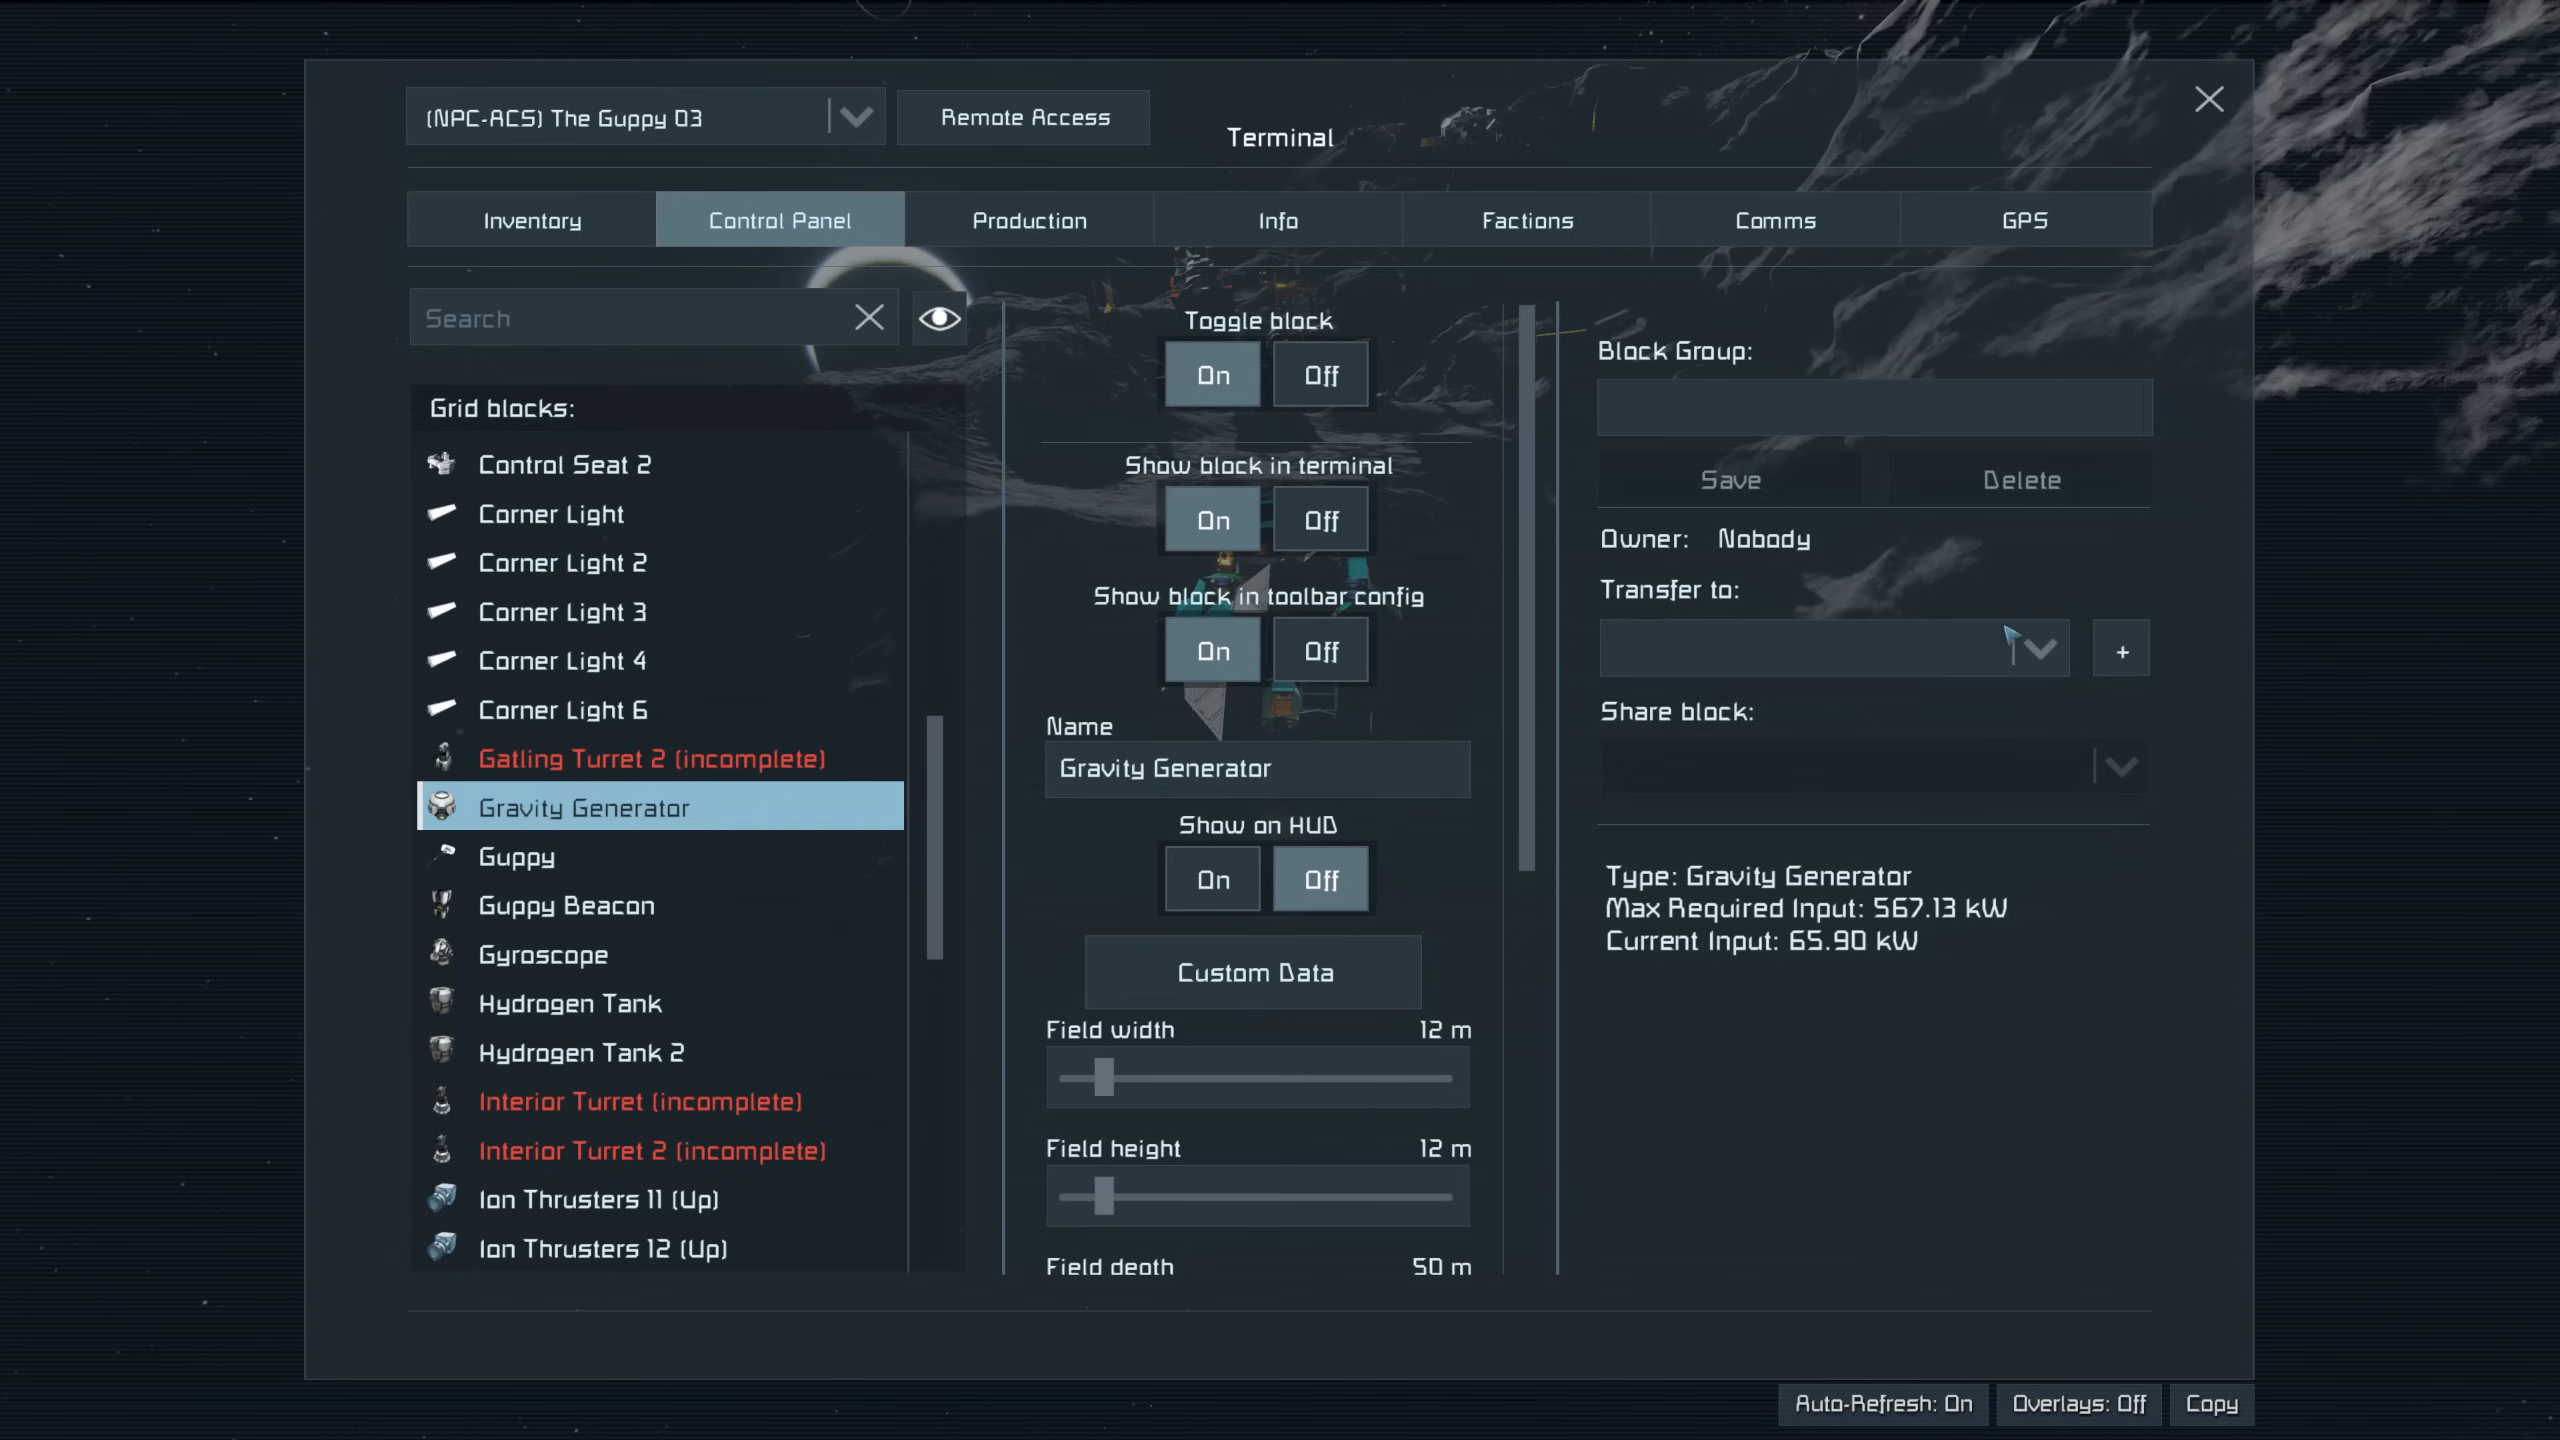 (NPC-ACS) The Guppy 03
Remote Access
Terminal
Inventory
Control Panel
Production
Info
Factions
Comms
GPS
Search
Grid blocks:
Control Seat 2
Corner Light
Corner Light 2
Corner Light 3
Corner Light 4
Corner Light 6
Gatling Turret 2 (incomplete)
Gravity Generator
Guppy
Guppy Beacon
Gyroscope
Hydrogen Tank
Hydrogen Tank 2
Interior Turret (incomplete)
Interior Turret 2 (incomplete)
Ion Thrusters 11 (Up)
Ion Thrusters 12 (Up)
Toggle block
On Off
Show block in terminal
On Off
Show block in toolbar config
On Off
Name
Gravity Generator
Show on HUD
On Off
Custom Data
Field width 12 m
Field height 12 m
Field depth 50 m
Block Group:
Save Delete
Owner: Nobody
Transfer to:
+
Share block:
Type: Gravity Generator
Max Required Input: 567.13 kW
Current Input: 65.90 kW
Auto-Refresh: On
Overlays: Off
Copy